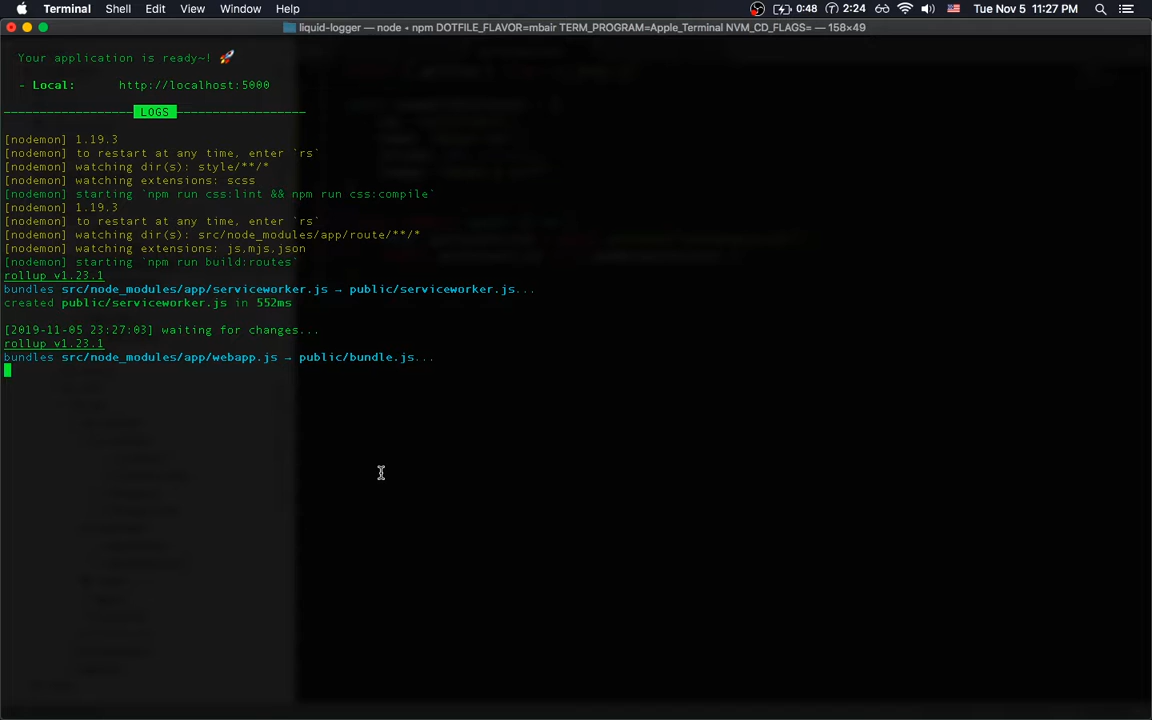 Terminal Shell Edit View Window Help 0:48 2:24 Tue Nov 5 11:27 PM
liquid-logger — node ◂ npm DOTFILE_FLAVOR=mbair TERM_PROGRAM=Apple_Terminal NVM_CD_FLAGS= — 158×49
Your application is ready~! 🚀
- Local: http://localhost:5000
────────────────── LOGS ──────────────────
[nodemon] 1.19.3
[nodemon] to restart at any time, enter `rs`
[nodemon] watching dir(s): style/**/*
[nodemon] watching extensions: scss
[nodemon] starting `npm run css:lint && npm run css:compile`
[nodemon] 1.19.3
[nodemon] to restart at any time, enter `rs`
[nodemon] watching dir(s): src/node_modules/app/route/**/*
[nodemon] watching extensions: js,mjs,json
[nodemon] starting `npm run build:routes`
rollup v1.23.1
bundles src/node_modules/app/serviceworker.js → public/serviceworker.js...
created public/serviceworker.js in 552ms
[2019-11-05 23:27:03] waiting for changes...
rollup v1.23.1
bundles src/node_modules/app/webapp.js → public/bundle.js...